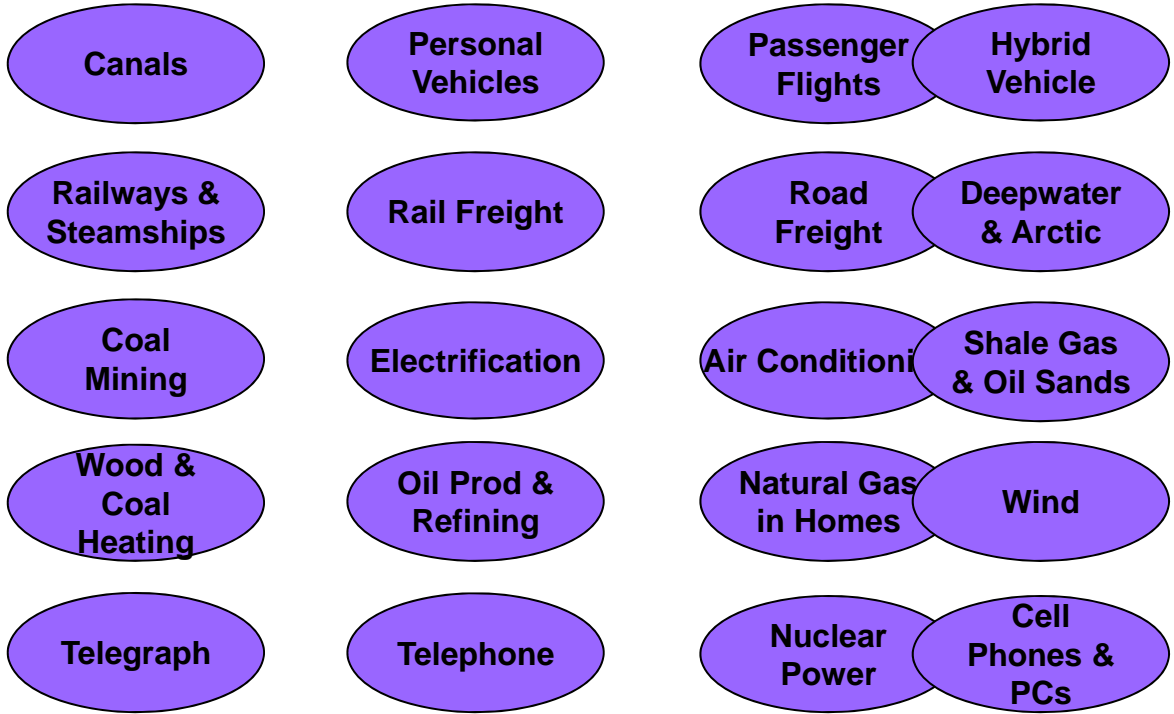 Canals
Personal
Vehicles
Passenger
Flights
Hybrid
Vehicle
Railways &
Steamships
Rail Freight
Road
Freight
Deepwater
& Arctic
Coal
Mining
Electrification
Air Conditioni
Shale Gas
& Oil Sands
Wood &
Coal
Heating
Oil Prod &
Refining
Natural Gas
in Homes
Wind
Telegraph
Telephone
Nuclear
Power
Cell
Phones &
PCs